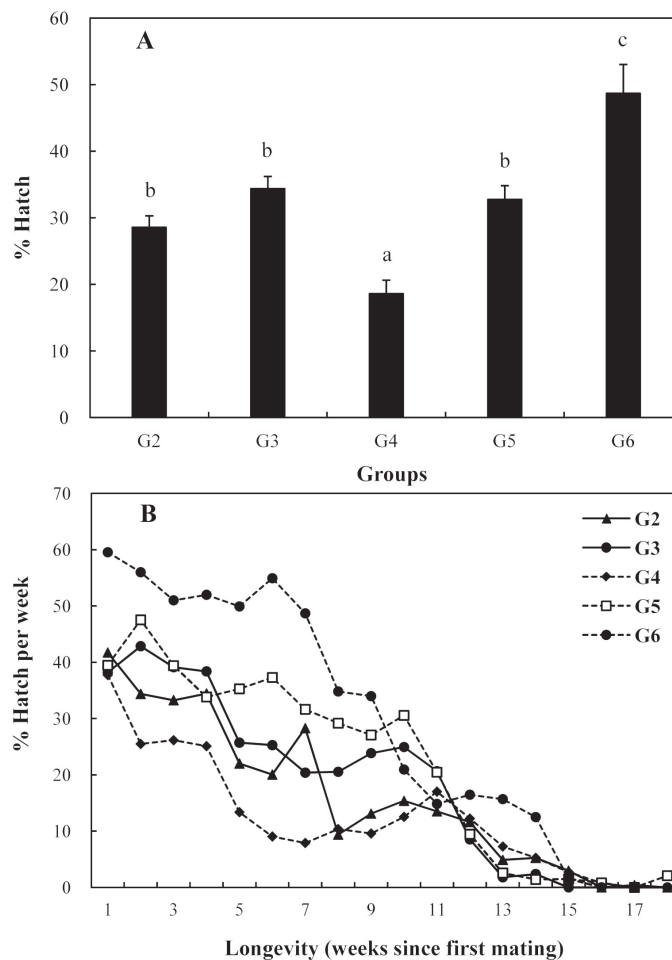 A
60
50
40
30
20
10
0
% Hatch
b
b
a
b
c
G2
G3
G4
G5
G6
Groups
B
70
60
50
40
30
20
10
0
% Hatch per week
G2
G3
G4
G5
G6
1
3
5
7
9
11
13
15
17
Longevity (weeks since first mating)